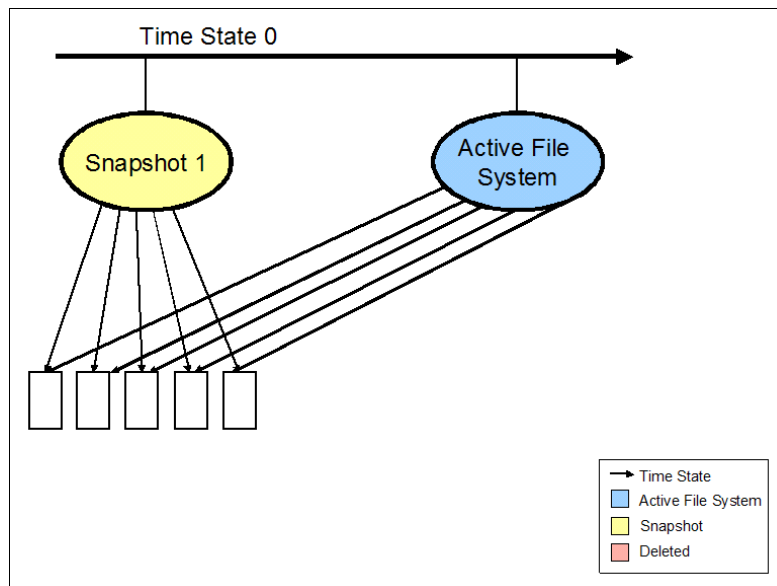 Time State 0
Snapshot 1
Active File
System
Time State
Active File System
Snapshot
Deleted